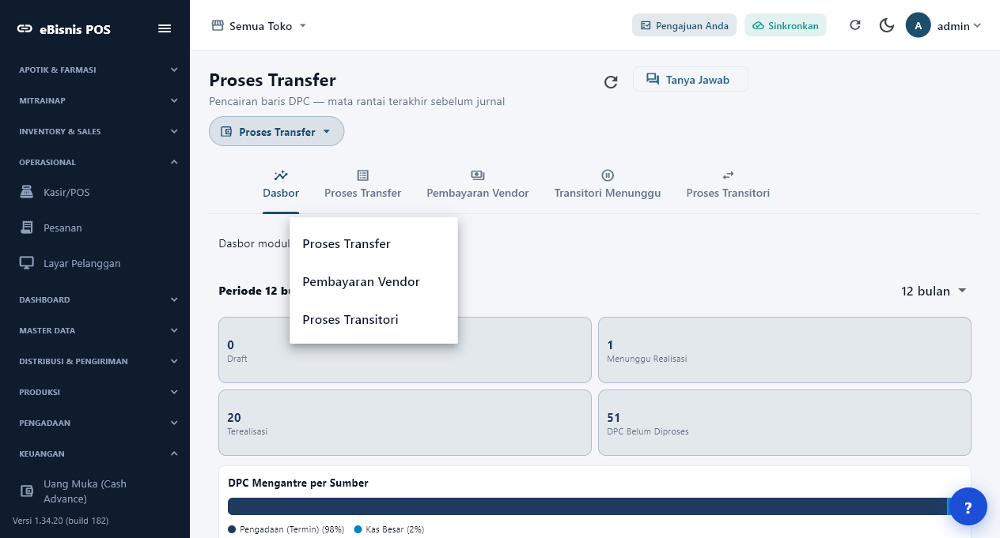 eBisnis POS
APOTIK & FARMASI
MITRAINAP
INVENTORY & SALES
OPERASIONAL
Kasir/POS
Pesanan
Layar Pelanggan
DASHBOARD
MASTER DATA
DISTRIBUSI & PENGIRIMAN
PRODUKSI
PENGADAAN
KEUANGAN
Uang Muka (Cash
Advance)
Versi 1.34.20 (build 182)
Semua Toko
Pengajuan Anda
Sinkronkan
A
admin
Proses Transfer
Pencairan baris DPC — mata rantai terakhir sebelum jurnal
Tanya Jawab
Proses Transfer
Dasbor
Proses Transfer
Pembayaran Vendor
Transitori Menunggu
Proses Transitori
Dasbor
Proses Transfer
Pembayaran Vendor
Proses Transitori
Periode 12
12 bulan
0
Draft
1
Menunggu Realisasi
20
Terealisasi
51
DPC Belum Diproses
DPC Mengantre per Sumber
Pengadaan (Termin) (98%)
Kas Besar (2%)
?